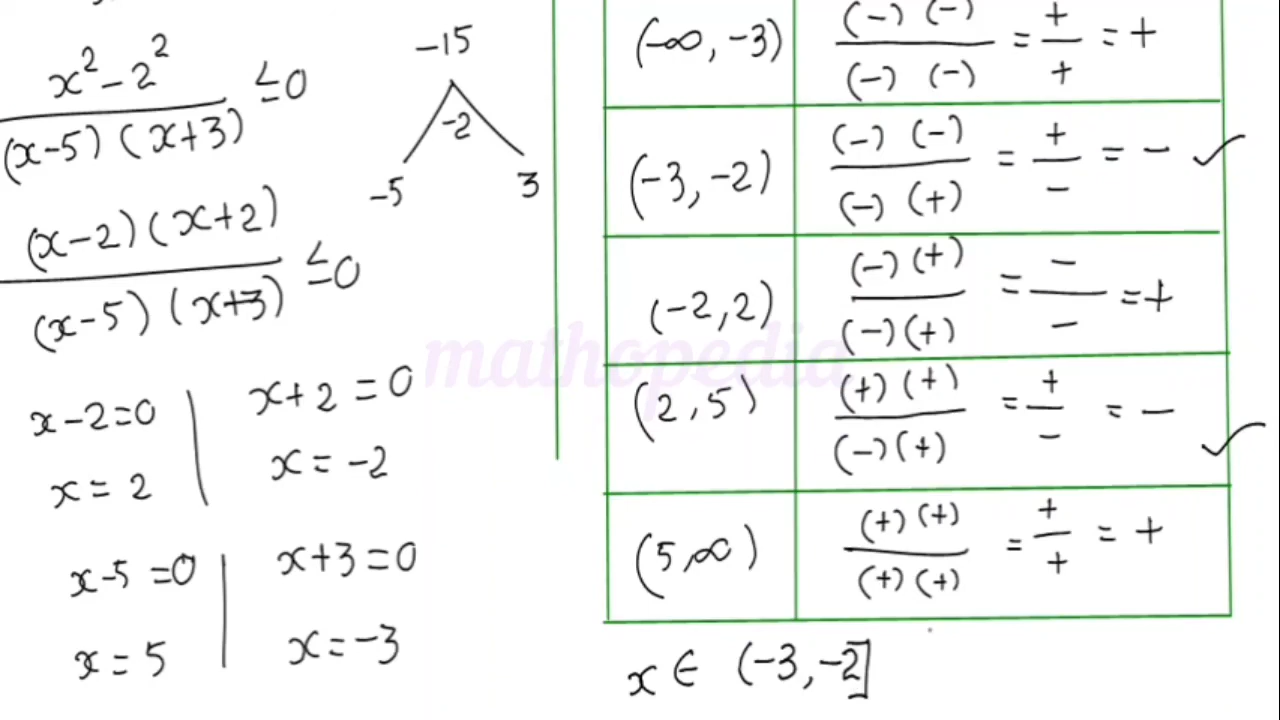 x² - 2²
≤ 0
(x-5) (x+3)
(x-2) (x+2)
≤ 0
(x-5) (x+3)
x-2=0
x = 2
x+2 = 0
x = -2
x-5 = 0
x = 5
x+3 = 0
x = -3
-15
-2
-5 3
(-∞, -3) (-) (-) / (-) (-) = + / + = +
(-3, -2) (-) (-) / (-) (+) = + / - = - ✓
(-2, 2) (-) (+) / (-) (+) = - / - = +
(2, 5) (+) (+) / (-) (+) = + / - = - ✓
(5, ∞) (+) (+) / (+) (+) = + / + = +
x ∈ (-3, -2]
mathopedia